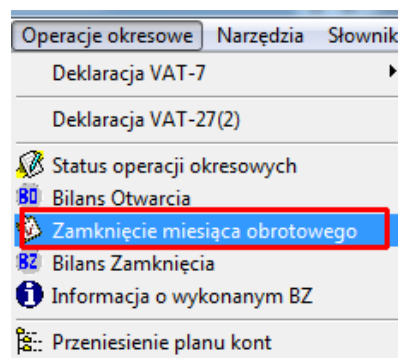 Operacje okresowe Narzędzia Słownik
Deklaracja VAT-7
Deklaracja VAT-27(2)
Status operacji okresowych
BO Bilans Otwarcia
Zamknięcie miesiąca obrotowego
BZ Bilans Zamknięcia
Informacja o wykonanym BZ
Przeniesienie planu kont